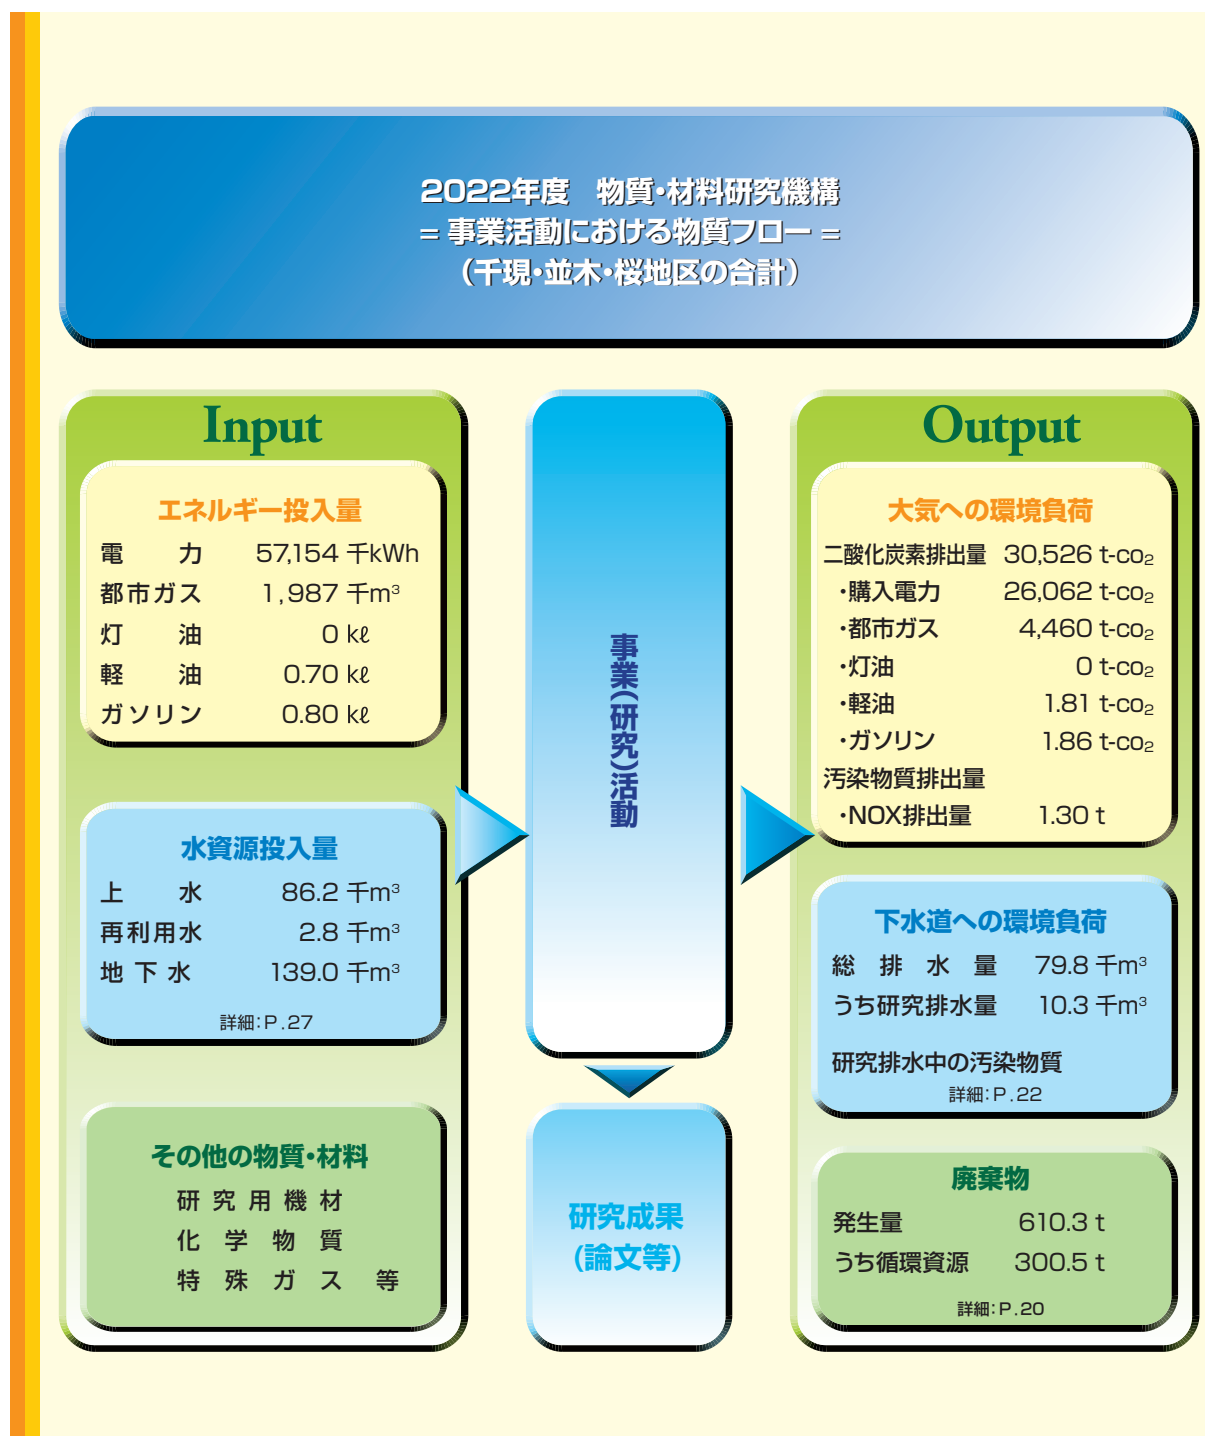 2022年度　物質・材料研究機構
= 事業活動における物質フロー =
（千現・並木・桜地区の合計）
Input
エネルギー投入量
電　　力　57,154 千kWh
都市ガス　1,987 千m³
灯　　油　0 kℓ
軽　　油　0.70 kℓ
ガソリン　0.80 kℓ
水資源投入量
上　　水　86.2 千m³
再利用水　2.8 千m³
地 下 水　139.0 千m³
詳細：P.27
その他の物質・材料
研 究 用 機 材
化　学　物　質
特　殊　ガ　ス　等
事業(研究)活動
研究成果
(論文等)
Output
大気への環境負荷
二酸化炭素排出量　30,526 t-co₂
・購入電力　26,062 t-co₂
・都市ガス　4,460 t-co₂
・灯油　0 t-co₂
・軽油　1.81 t-co₂
・ガソリン　1.86 t-co₂
汚染物質排出量
・NOX排出量　1.30 t
下水道への環境負荷
総　排　水　量　79.8 千m³
うち研究排水量　10.3 千m³
研究排水中の汚染物質
詳細：P.22
廃棄物
発生量　610.3 t
うち循環資源　300.5 t
詳細：P.20